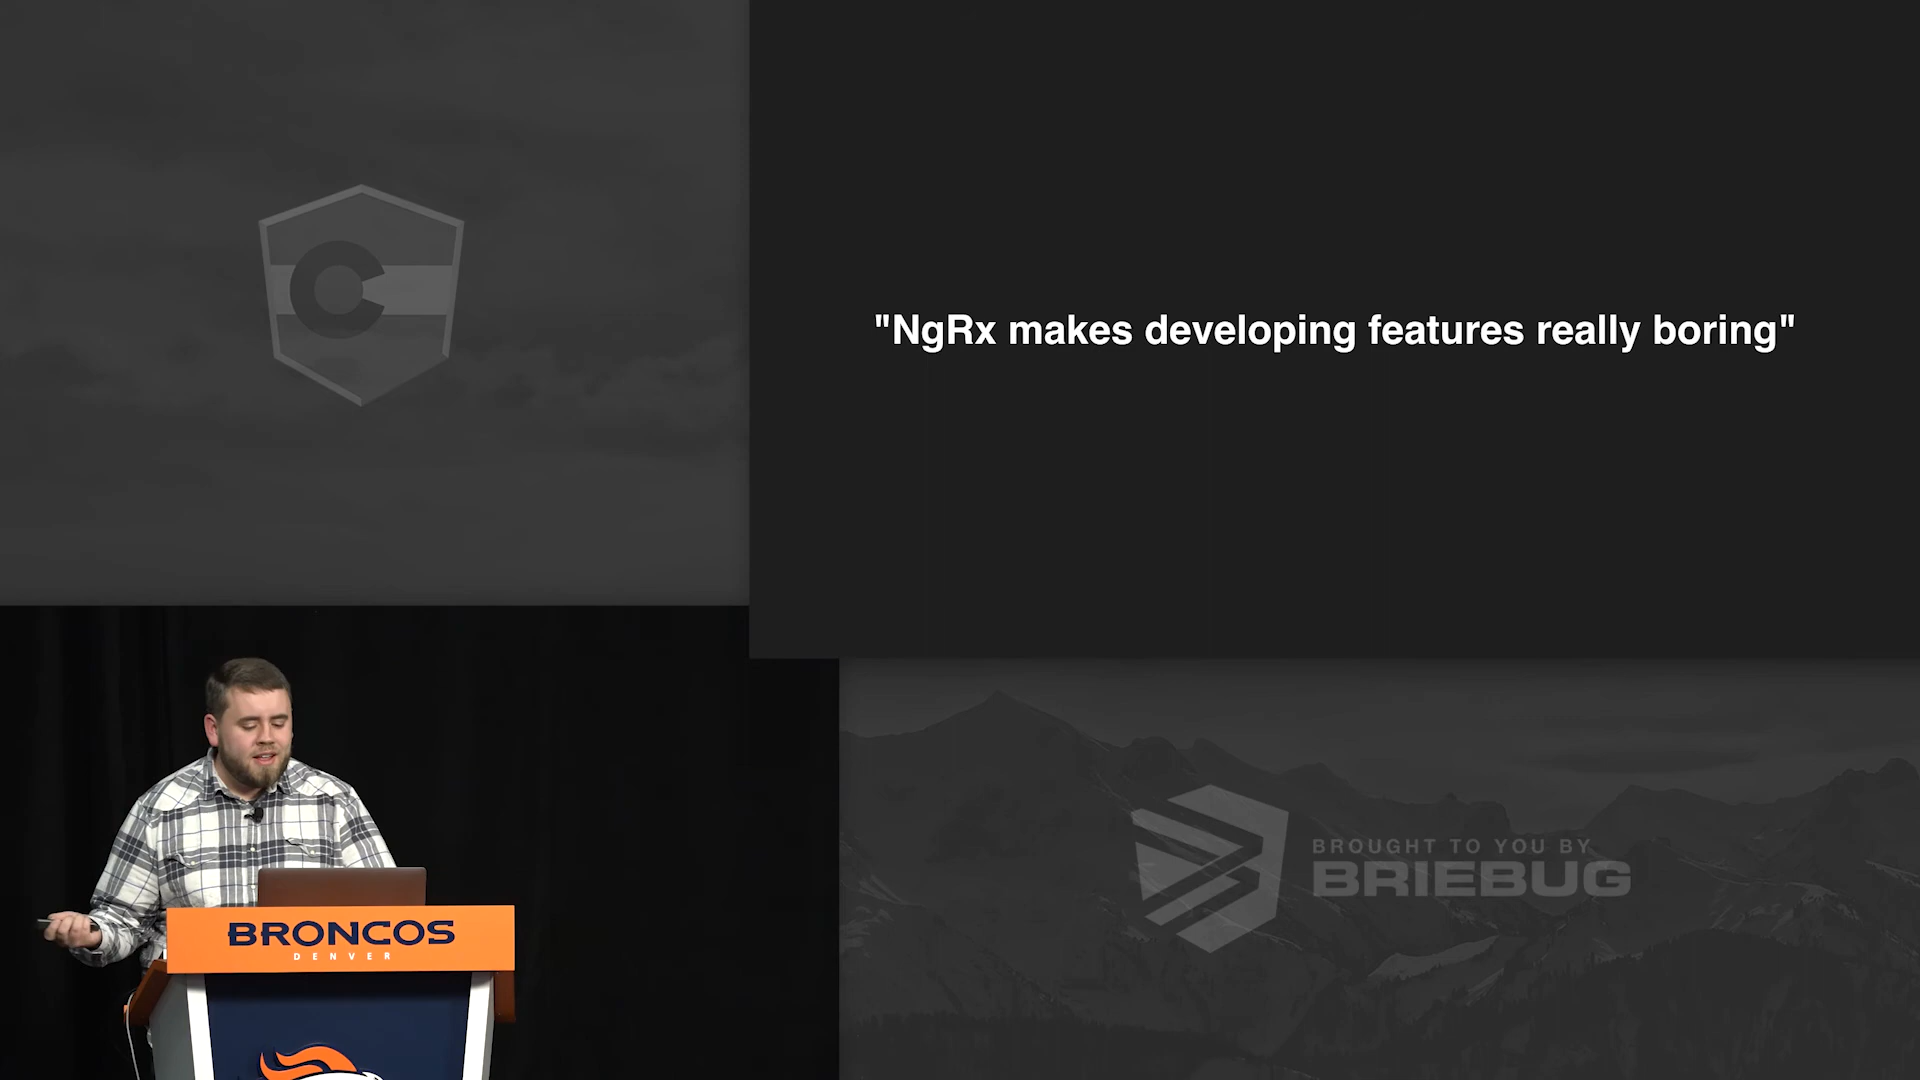 "NgRx makes developing features really boring"
BROUGHT TO YOU BY
BRIEBUG
BRONCOS
DENVER